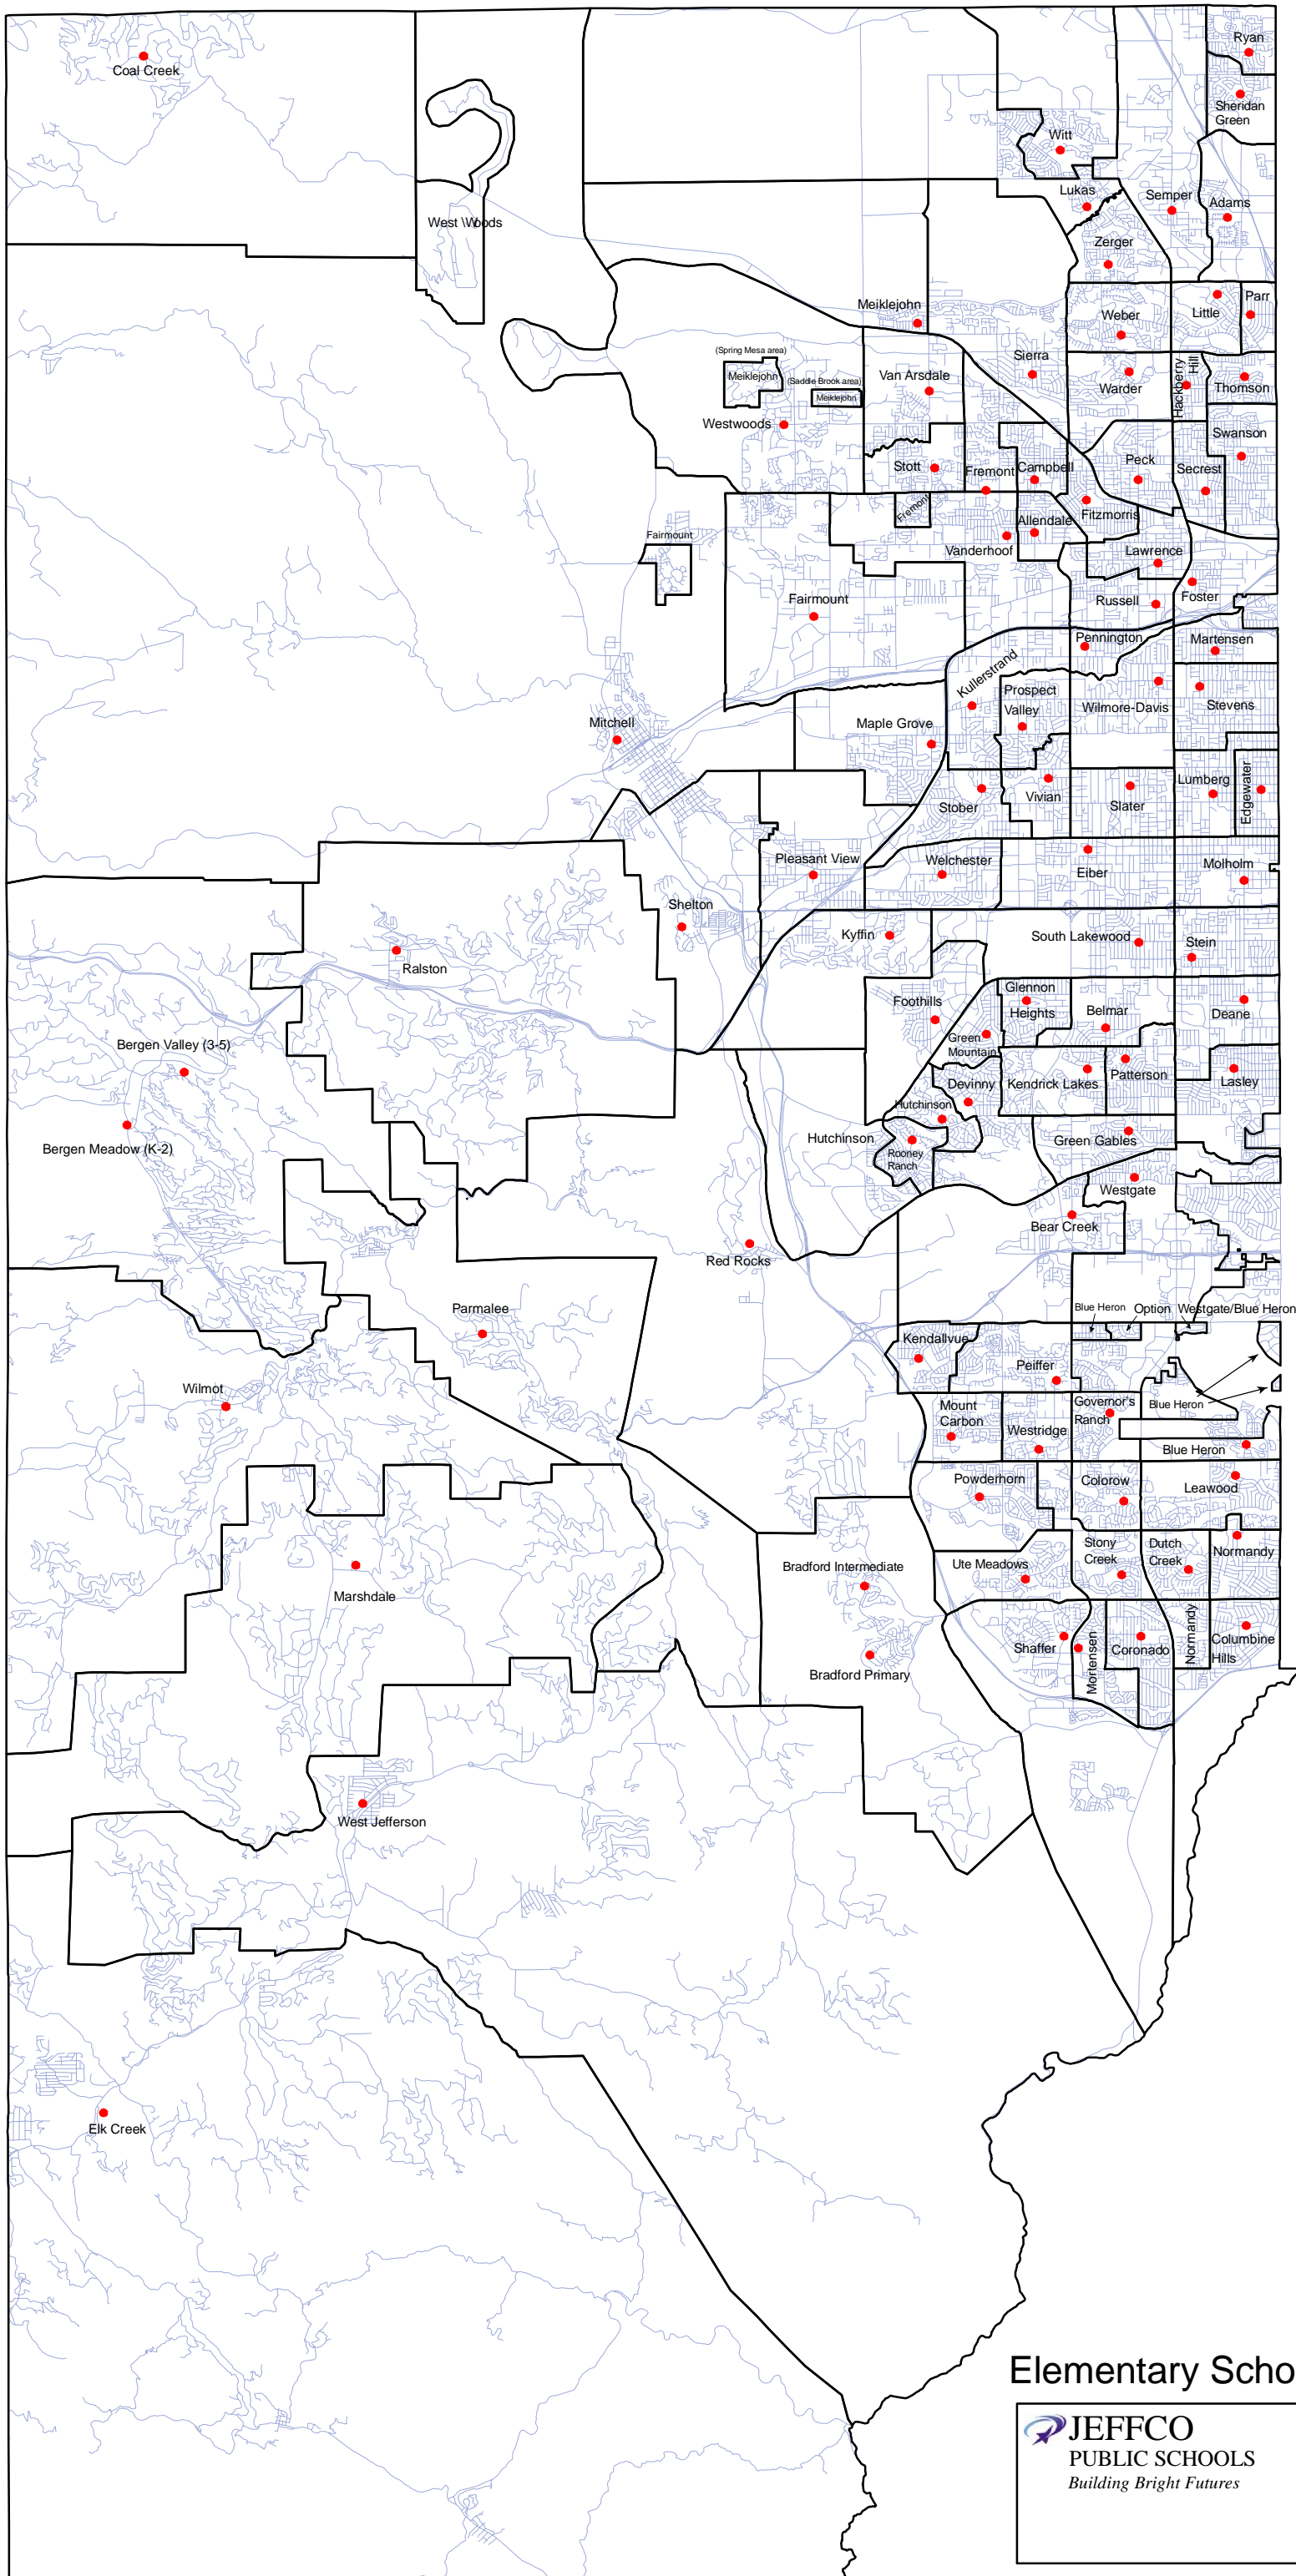 Ryan
Coal Creek
Sheridan
Green
Witt
Lukas
Semper
Adams
West Woods
Zerger
Meiklejohn
Parr
Weber
Little
(Spring Mesa area)
Sierra
Hackberry
Hill
Meiklejohn
(Saddle Brook area)
Van Arsdale
Warder
Thomson
Meiklejohn
Westwoods
Swanson
Stott
Fremont
Campbell
Peck
Secrest
Fremont
Allendale
Fitzmorris
Fairmount
Vanderhoof
Lawrence
Fairmount
Russell
Foster
Pennington
Martensen
Kullerstrand
Prospect
Valley
Wilmore-Davis
Stevens
Mitchell
Maple Grove
Lumberg
Edgewater
Stober
Vivian
Slater
Pleasant View
Welchester
Eiber
Molholm
Shelton
Kyffin
South Lakewood
Stein
Ralston
Glennon
Heights
Foothills
Belmar
Deane
Bergen Valley (3-5)
Green
Mountain
Devinny
Kendrick Lakes
Patterson
Lasley
Hutchinson
Bergen Meadow (K-2)
Hutchinson
Green Gables
Rooney
Ranch
Westgate
Bear Creek
Red Rocks
Parmalee
Blue Heron
Option
Westgate/Blue Heron
Kendallvue
Peiffer
Wilmot
Mount
Carbon
Governor's
Ranch
Blue Heron
Westridge
Blue Heron
Powderhorn
Colorow
Leawood
Stony
Creek
Dutch
Creek
Normandy
Bradford Intermediate
Ute Meadows
Marshdale
Shaffer
Mortensen
Coronado
Normandy
Columbine
Hills
Bradford Primary
West Jefferson
Elk Creek
Elementary Scho
JEFFCO
PUBLIC SCHOOLS
Building Bright Futures